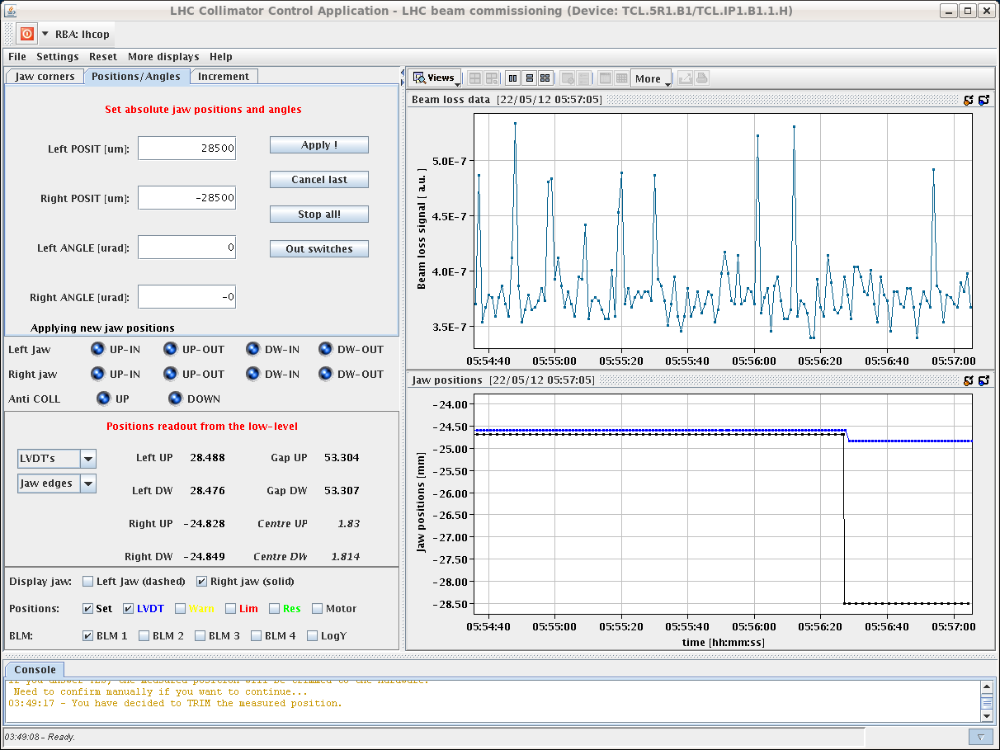 LHC Collimator Control Application - LHC beam commissioning (Device: TCL.5R1.B1/TCL.IP1.B1.1.H)
RBA: lhcop
File Settings Reset More displays Help
Jaw corners Positions/Angles Increment
Set absolute jaw positions and angles
Left POSIT [um]: 28500 Apply !
Cancel last
Right POSIT [um]: -28500
Stop all!
Left ANGLE [urad]: 0 Out switches
Right ANGLE [urad]: -0
Applying new jaw positions
Left Jaw UP-IN UP-OUT DW-IN DW-OUT
Right jaw UP-IN UP-OUT DW-IN DW-OUT
Anti COLL UP DOWN
Positions readout from the low-level
LVDT's Left UP 28.488 Gap UP 53.304
Jaw edges Left DW 28.476 Gap DW 53.307
Right UP -24.828 Centre UP 1.83
Right DW -24.849 Centre DW 1.814
Display jaw: Left Jaw (dashed) Right jaw (solid)
Positions: Set LVDT Warn Lim Res Motor
BLM: BLM 1 BLM 2 BLM 3 BLM 4 LogY
Views More
Beam loss data [22/05/12 05:57:05]
Beam loss signal [ a.u. ]
5.0E-7
4.5E-7
4.0E-7
3.5E-7
05:54:40 05:55:00 05:55:20 05:55:40 05:56:00 05:56:20 05:56:40 05:57:00
Jaw positions [22/05/12 05:57:05]
Jaw positions [mm]
-24.00
-24.50
-25.00
-25.50
-26.00
-26.50
-27.00
-27.50
-28.00
-28.50
05:54:40 05:55:00 05:55:20 05:55:40 05:56:00 05:56:20 05:56:40 05:57:00
time [hh:mm:ss]
Console
If you answer YES, the measured position will be trimmed to the hardware.
Need to confirm manually if you want to continue...
03:49:17 - You have decided to TRIM the measured position.
03:49:08 - Ready.